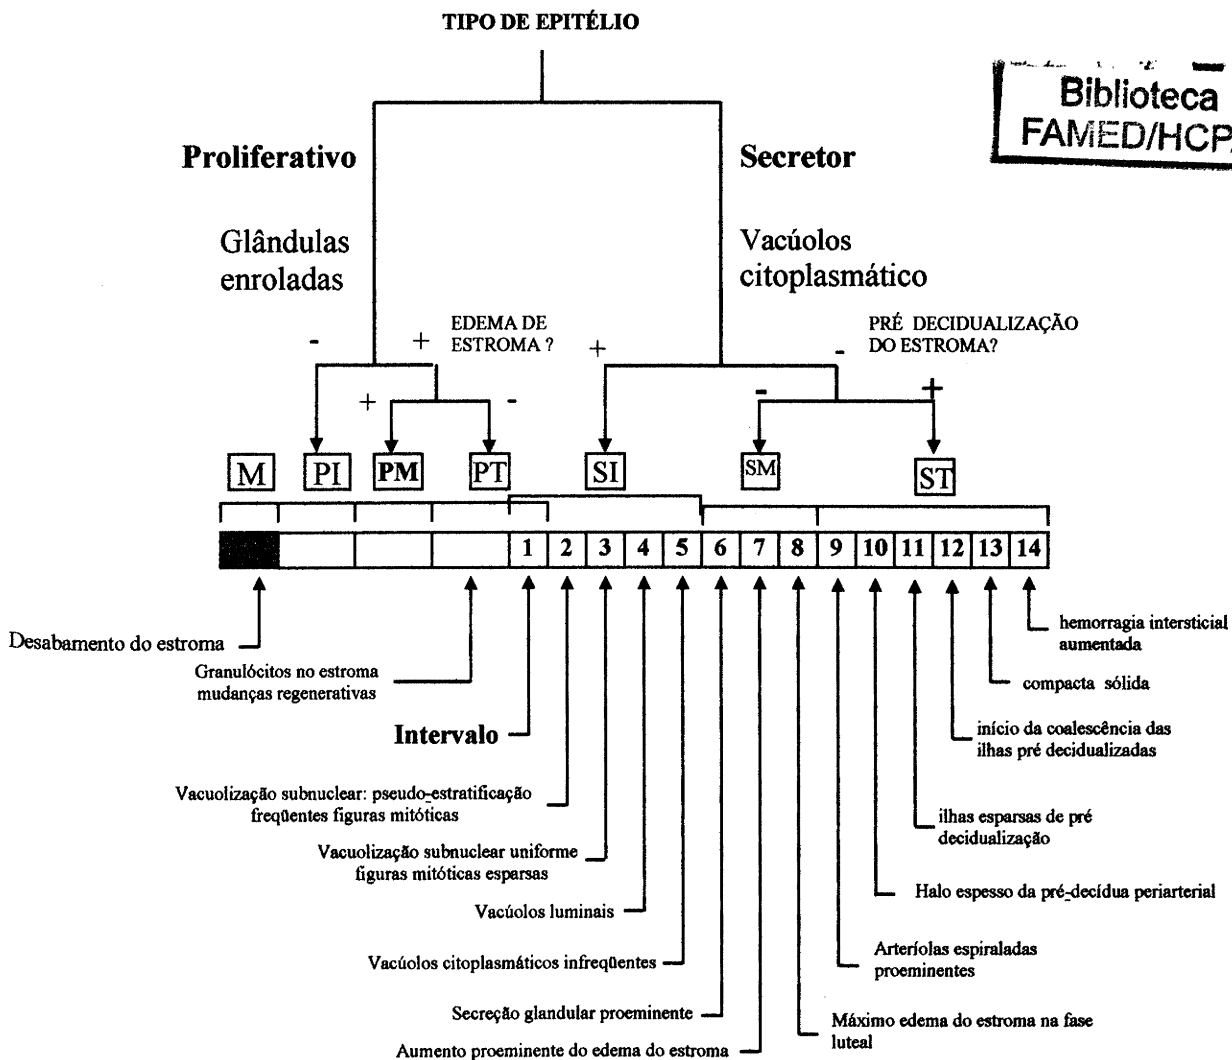 TIPO DE EPITÉLIO
Biblioteca
FAMED/HCPA
Proliferativo
Secretor
Glândulas
enroladas
Vacúolos
citoplasmático
EDEMA DE
ESTROMA ?
PRÉ DECIDUALIZAÇÃO
DO ESTROMA?
- + + -
+ - - +
M PI PM PT SI SM ST
1 2 3 4 5 6 7 8 9 10 11 12 13 14
Desabamento do estroma
Granulócitos no estroma
mudanças regenerativas
Intervalo
Vacuolização subnuclear: pseudo-estratificação
freqüentes figuras mitóticas
Vacuolização subnuclear uniforme
figuras mitóticas esparsas
Vacúolos luminais
Vacúolos citoplasmáticos infreqüentes
Secreção glandular proeminente
Aumento proeminente do edema do estroma
hemorragia intersticial
aumentada
compacta sólida
início da coalescência das
ilhas pré decidualizadas
ilhas esparsas de pré
decidualização
Halo espesso da pré-decídua periarterial
Arteríolas espiraladas
proeminentes
Máximo edema do estroma na fase
luteal